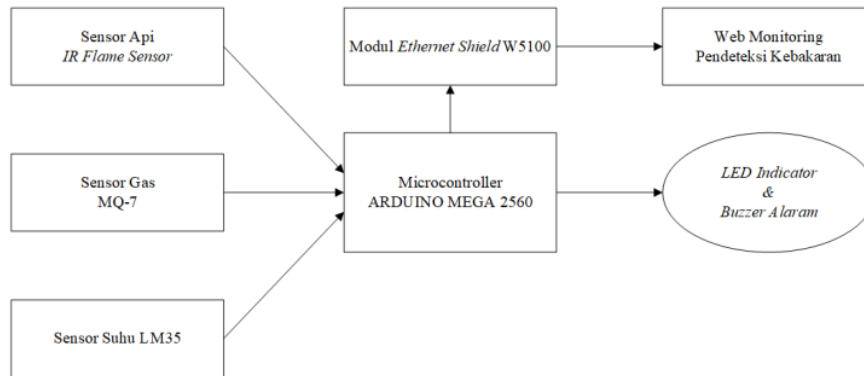 Sensor Api
IR Flame Sensor
Modul Ethernet Shield W5100
Web Monitoring
Pendeteksi Kebakaran
Sensor Gas
MQ-7
Microcontroller
ARDUINO MEGA 2560
LED Indicator
&
Buzzer Alaram
Sensor Suhu LM35